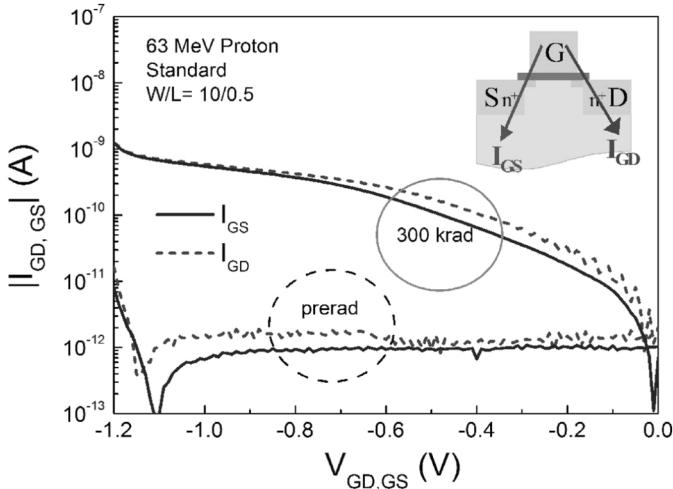 10⁻⁷
10⁻⁸
10⁻⁹
10⁻¹⁰
10⁻¹¹
10⁻¹²
10⁻¹³
|I_GD, GS| (A)
63 MeV Proton
Standard
W/L= 10/0.5
G
S n⁺
n⁺ D
I_GS
I_GD
I_GS
I_GD
300 krad
prerad
-1.2 -1.0 -0.8 -0.6 -0.4 -0.2 0.0
V_GD,GS (V)